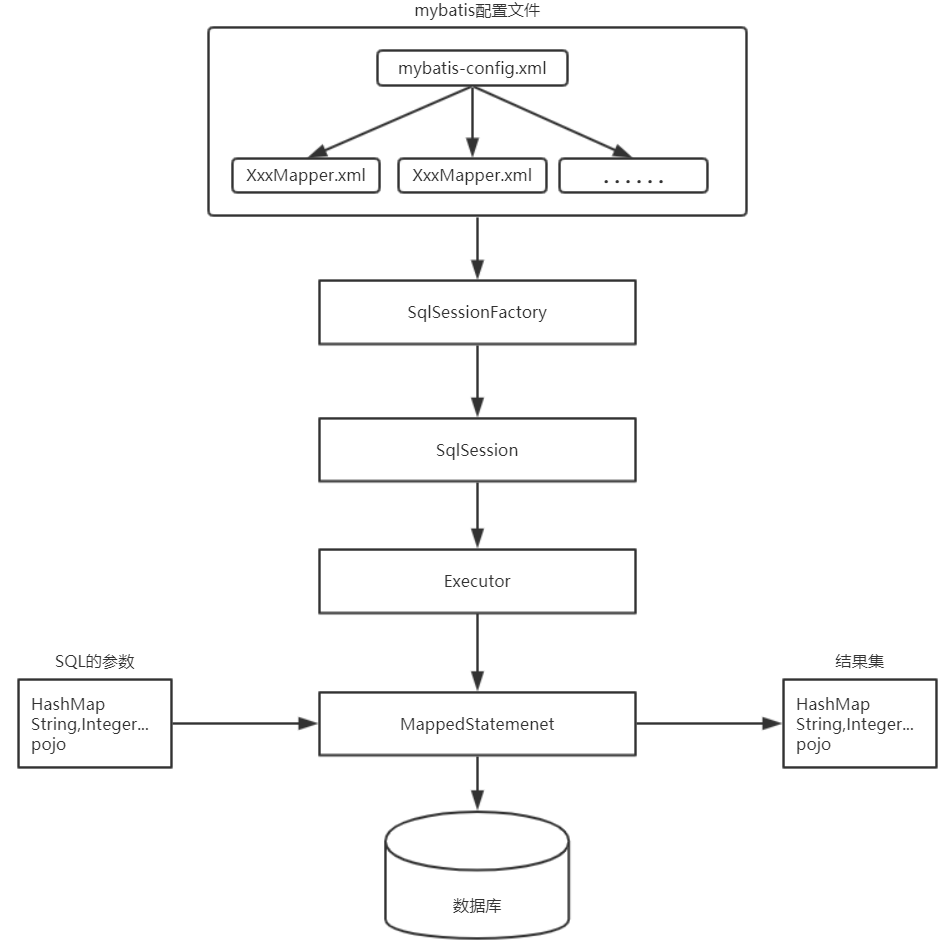 mybatis配置文件
mybatis-config.xml
XxxMapper.xml
XxxMapper.xml
......
SqlSessionFactory
SqlSession
Executor
SQL的参数
HashMap
String,Integer...
pojo
MappedStatemenet
结果集
HashMap
String,Integer...
pojo
数据库